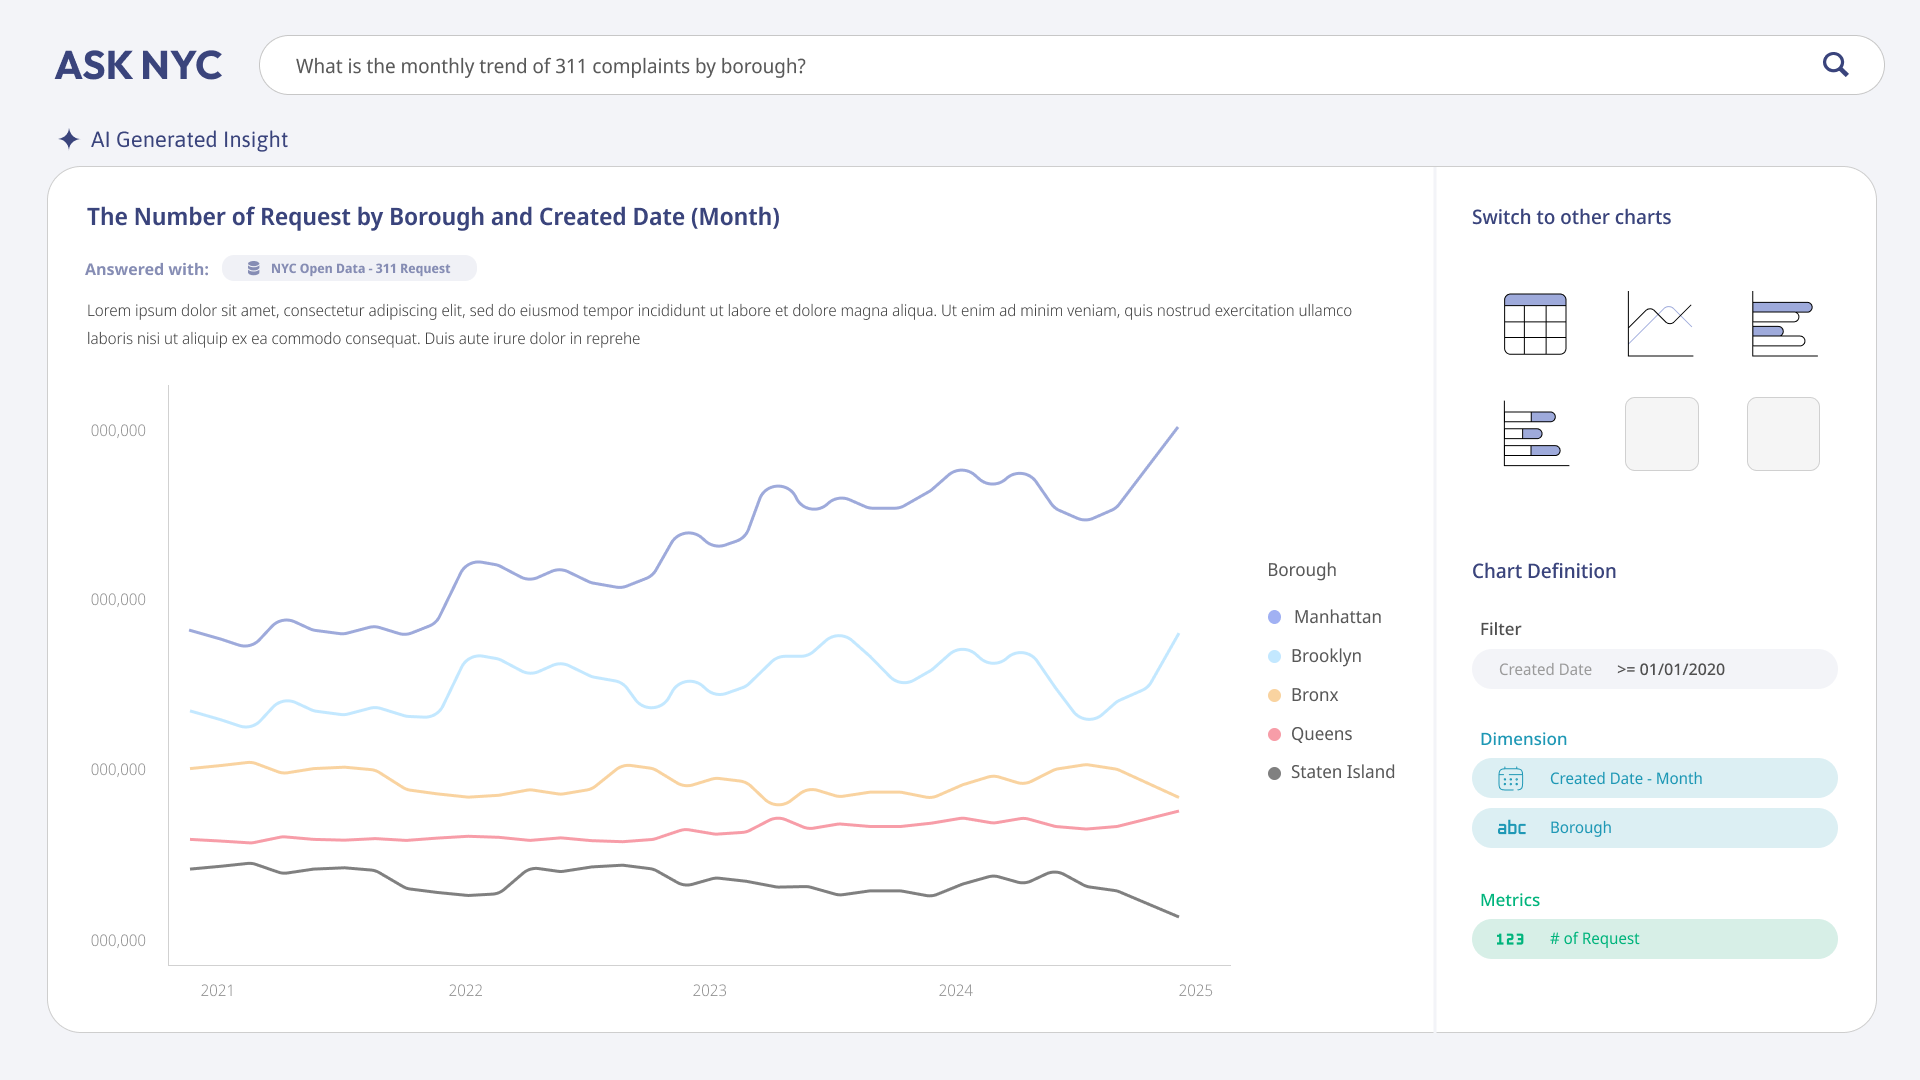 ASK NYC
What is the monthly trend of 311 complaints by borough?
AI Generated Insight
The Number of Request by Borough and Created Date (Month)
Answered with:
NYC Open Data - 311 Request
Lorem ipsum dolor sit amet, consectetur adipiscing elit, sed do eiusmod tempor incididunt ut labore et dolore magna aliqua. Ut enim ad minim veniam, quis nostrud exercitation ullamco
laboris nisi ut aliquip ex ea commodo consequat. Duis aute irure dolor in reprehe
000,000
000,000
000,000
000,000
2021
2022
2023
2024
2025
Borough
Manhattan
Brooklyn
Bronx
Queens
Staten Island
Switch to other charts
Chart Definition
Filter
Created Date >= 01/01/2020
Dimension
Created Date - Month
abc Borough
Metrics
123 # of Request